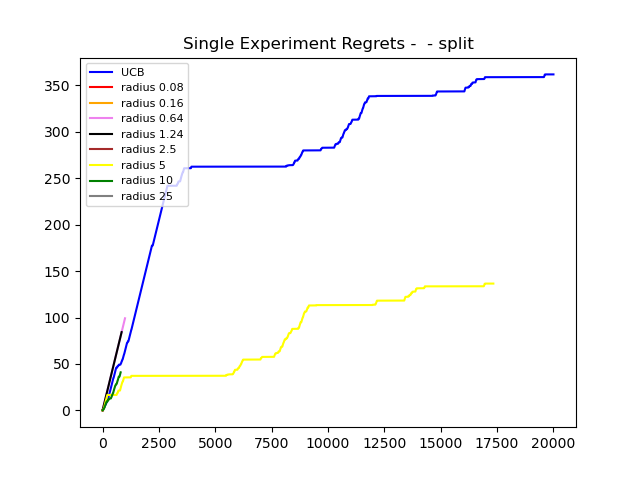 Single Experiment Regrets -  - split
UCB
radius 0.08
radius 0.16
radius 0.64
radius 1.24
radius 2.5
radius 5
radius 10
radius 25
350
300
250
200
150
100
50
0
0 2500 5000 7500 10000 12500 15000 17500 20000